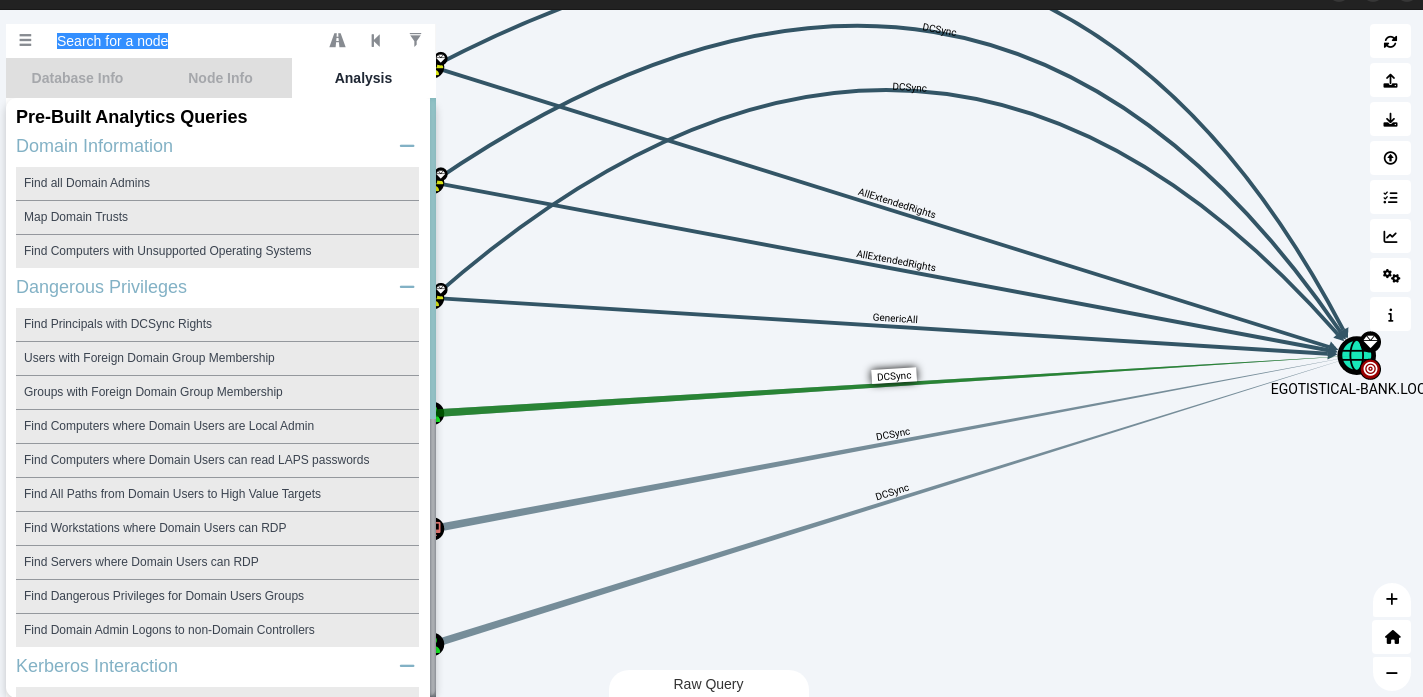 Search for a node
Database Info
Node Info
Analysis
Pre-Built Analytics Queries
Domain Information
Find all Domain Admins
Map Domain Trusts
Find Computers with Unsupported Operating Systems
Dangerous Privileges
Find Principals with DCSync Rights
Users with Foreign Domain Group Membership
Groups with Foreign Domain Group Membership
Find Computers where Domain Users are Local Admin
Find Computers where Domain Users can read LAPS passwords
Find All Paths from Domain Users to High Value Targets
Find Workstations where Domain Users can RDP
Find Servers where Domain Users can RDP
Find Dangerous Privileges for Domain Users Groups
Find Domain Admin Logons to non-Domain Controllers
Kerberos Interaction
DCSync
DCSync
AllExtendedRights
AllExtendedRights
GenericAll
DCSync
DCSync
DCSync
EGOTISTICAL-BANK.LOC
Raw Query